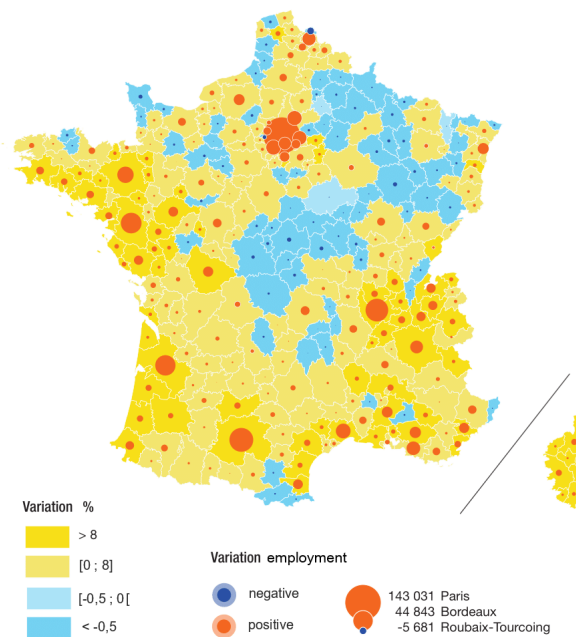 Variation %
> 8
[0 ; 8]
[-0,5 ; 0 [
< -0,5
Variation employment
negative
positive
143 031 Paris
44 843 Bordeaux
-5 681 Roubaix-Tourcoing